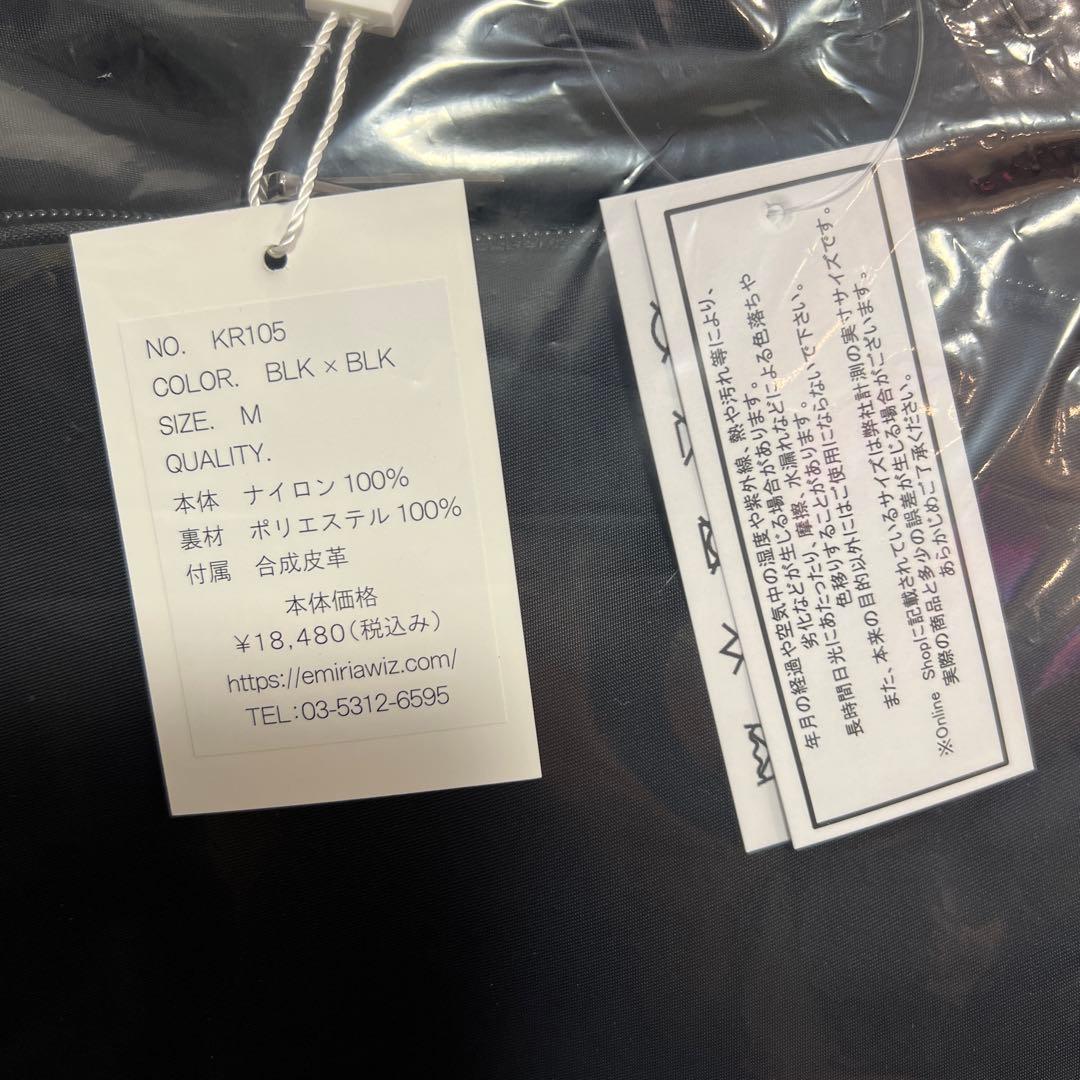 NO. KR105
COLOR. BLK × BLK
SIZE. M
QUALITY.
本体 ナイロン100%
裏材 ポリエステル100%
付属 合成皮革
本体価格
¥18,480(税込み)
https://emiriawiz.com/
TEL:03-5312-6595
年月の経過や空気中の湿度や紫外線、熱や汚れ等により、
劣化などが生じる場合があります。
長時間日光にあたったり、摩擦、水濡れなどによる色落ちや
色移りすることがあります。
また、本来の目的以外にはご使用にならないで下さい。
※Online Shopに記載されているサイズは弊社計測の実寸サイズです。
実際の商品と多少の誤差が生じる場合がございます。
あらかじめご了承ください。